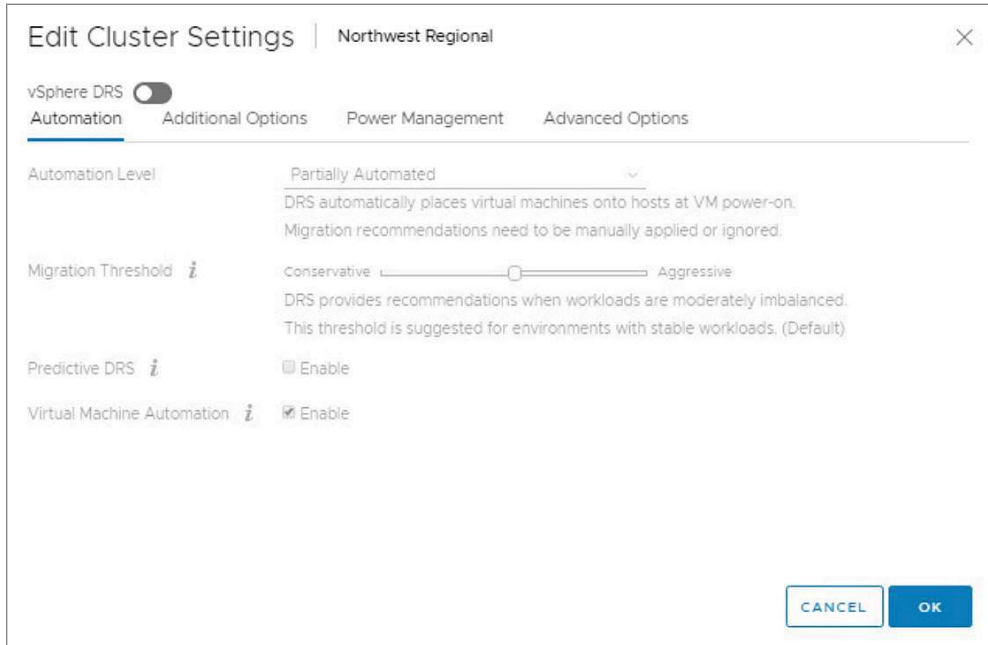 Edit Cluster Settings | Northwest Regional
vSphere DRS
Automation Additional Options Power Management Advanced Options
Automation Level Partially Automated
DRS automatically places virtual machines onto hosts at VM power-on.
Migration recommendations need to be manually applied or ignored.
Migration Threshold i Conservative Aggressive
DRS provides recommendations when workloads are moderately imbalanced.
This threshold is suggested for environments with stable workloads. (Default)
Predictive DRS i Enable
Virtual Machine Automation i Enable
CANCEL OK